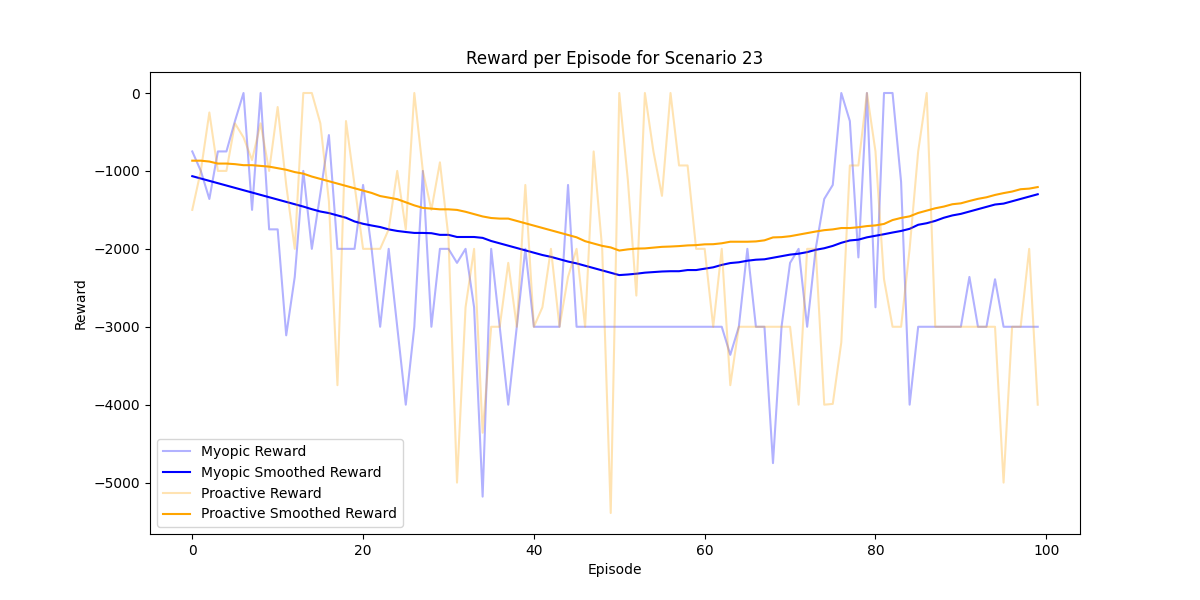 Reward per Episode for Scenario 23
Reward
0
−1000
−2000
−3000
−4000
−5000
Myopic Reward
Myopic Smoothed Reward
Proactive Reward
Proactive Smoothed Reward
0 20 40 60 80 100
Episode